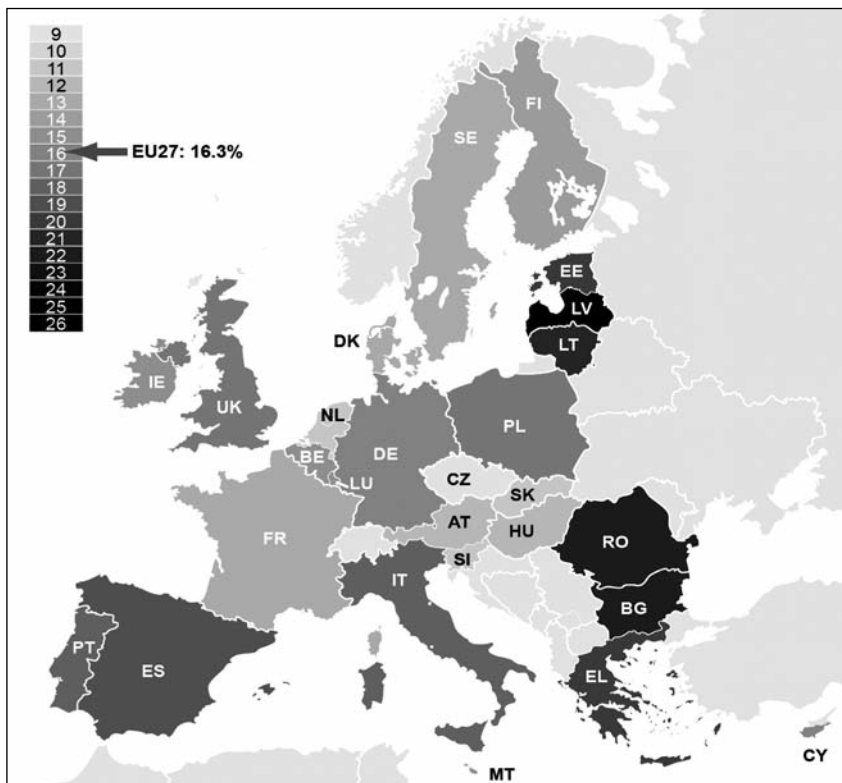 9
10
11
12
13
14
15
16
17
18
19
20
21
22
23
24
25
26
EU27: 16.3%
FI
SE
EE
LV
LT
DK
IE
UK
NL
PL
BE
DE
CZ
LU
SK
AT
HU
FR
SI
RO
IT
BG
PT
ES
EL
CY
MT